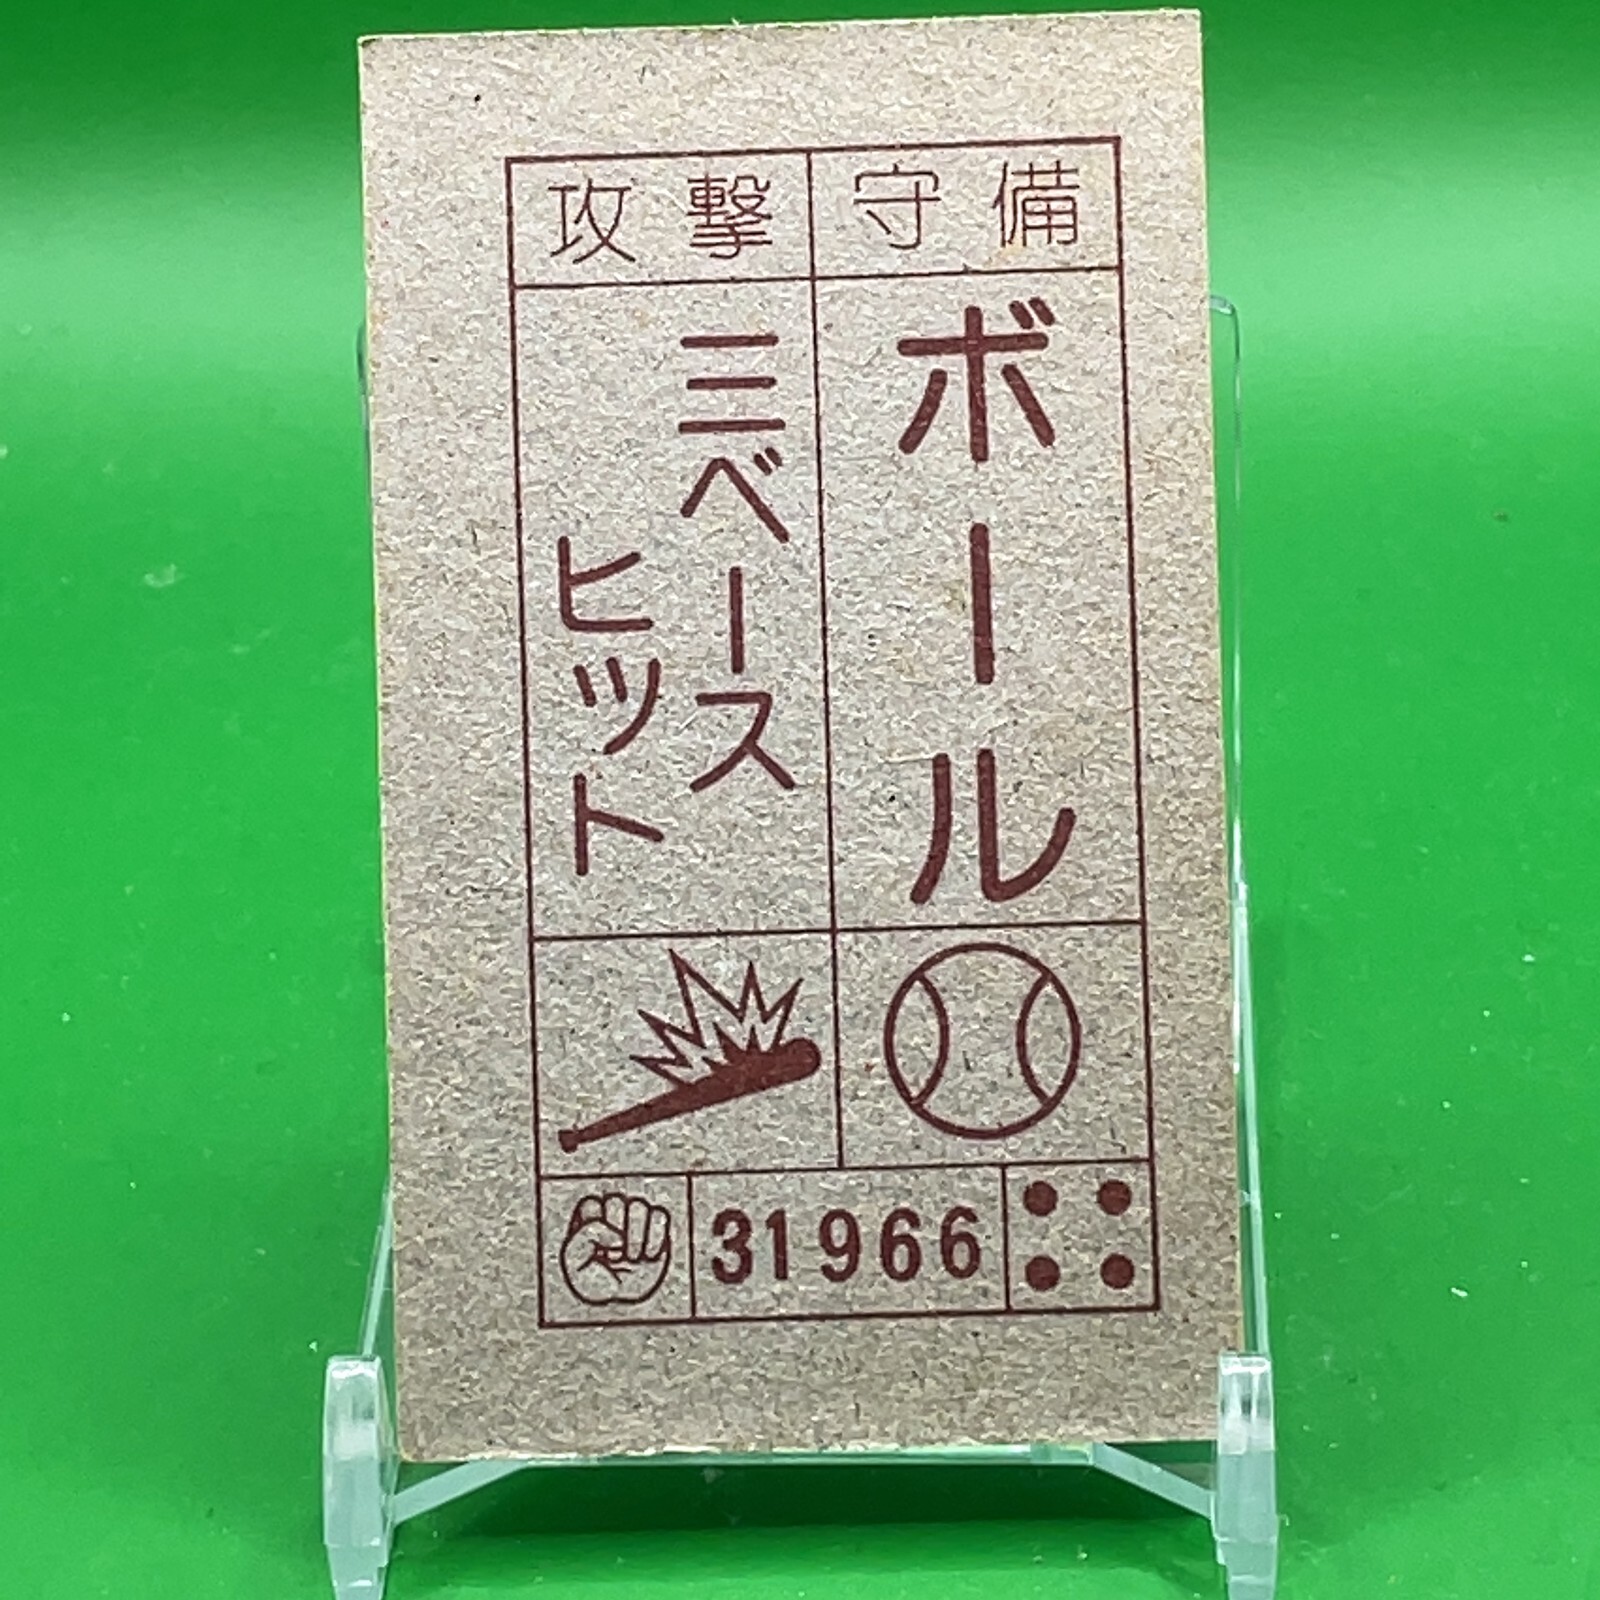 攻撃 守備
三ベース
ヒット
ボール
31966